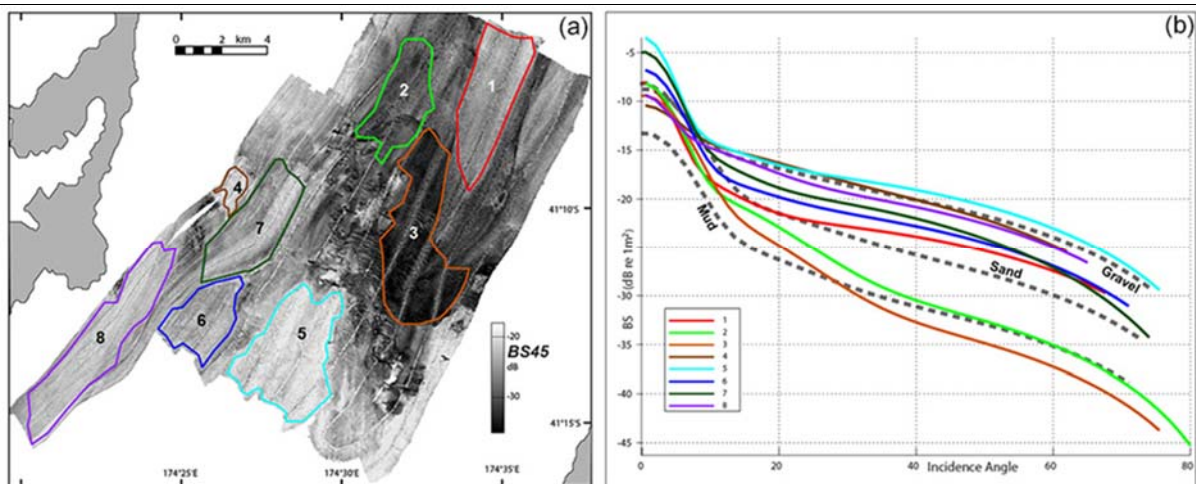 (a)
0 2 4
km
1
2
3
4
5
6
7
8
41°10'S
41°15'S
174°25'E
174°30'E
174°35'E
-20
BS45
dB
-30
(b)
-5
-10
-15
-20
-25
-30
-35
-40
-45
BS (dB re 1m²)
Mud
Sand
Gravel
1
2
3
4
5
6
7
8
0
20
40
60
80
Incidence Angle